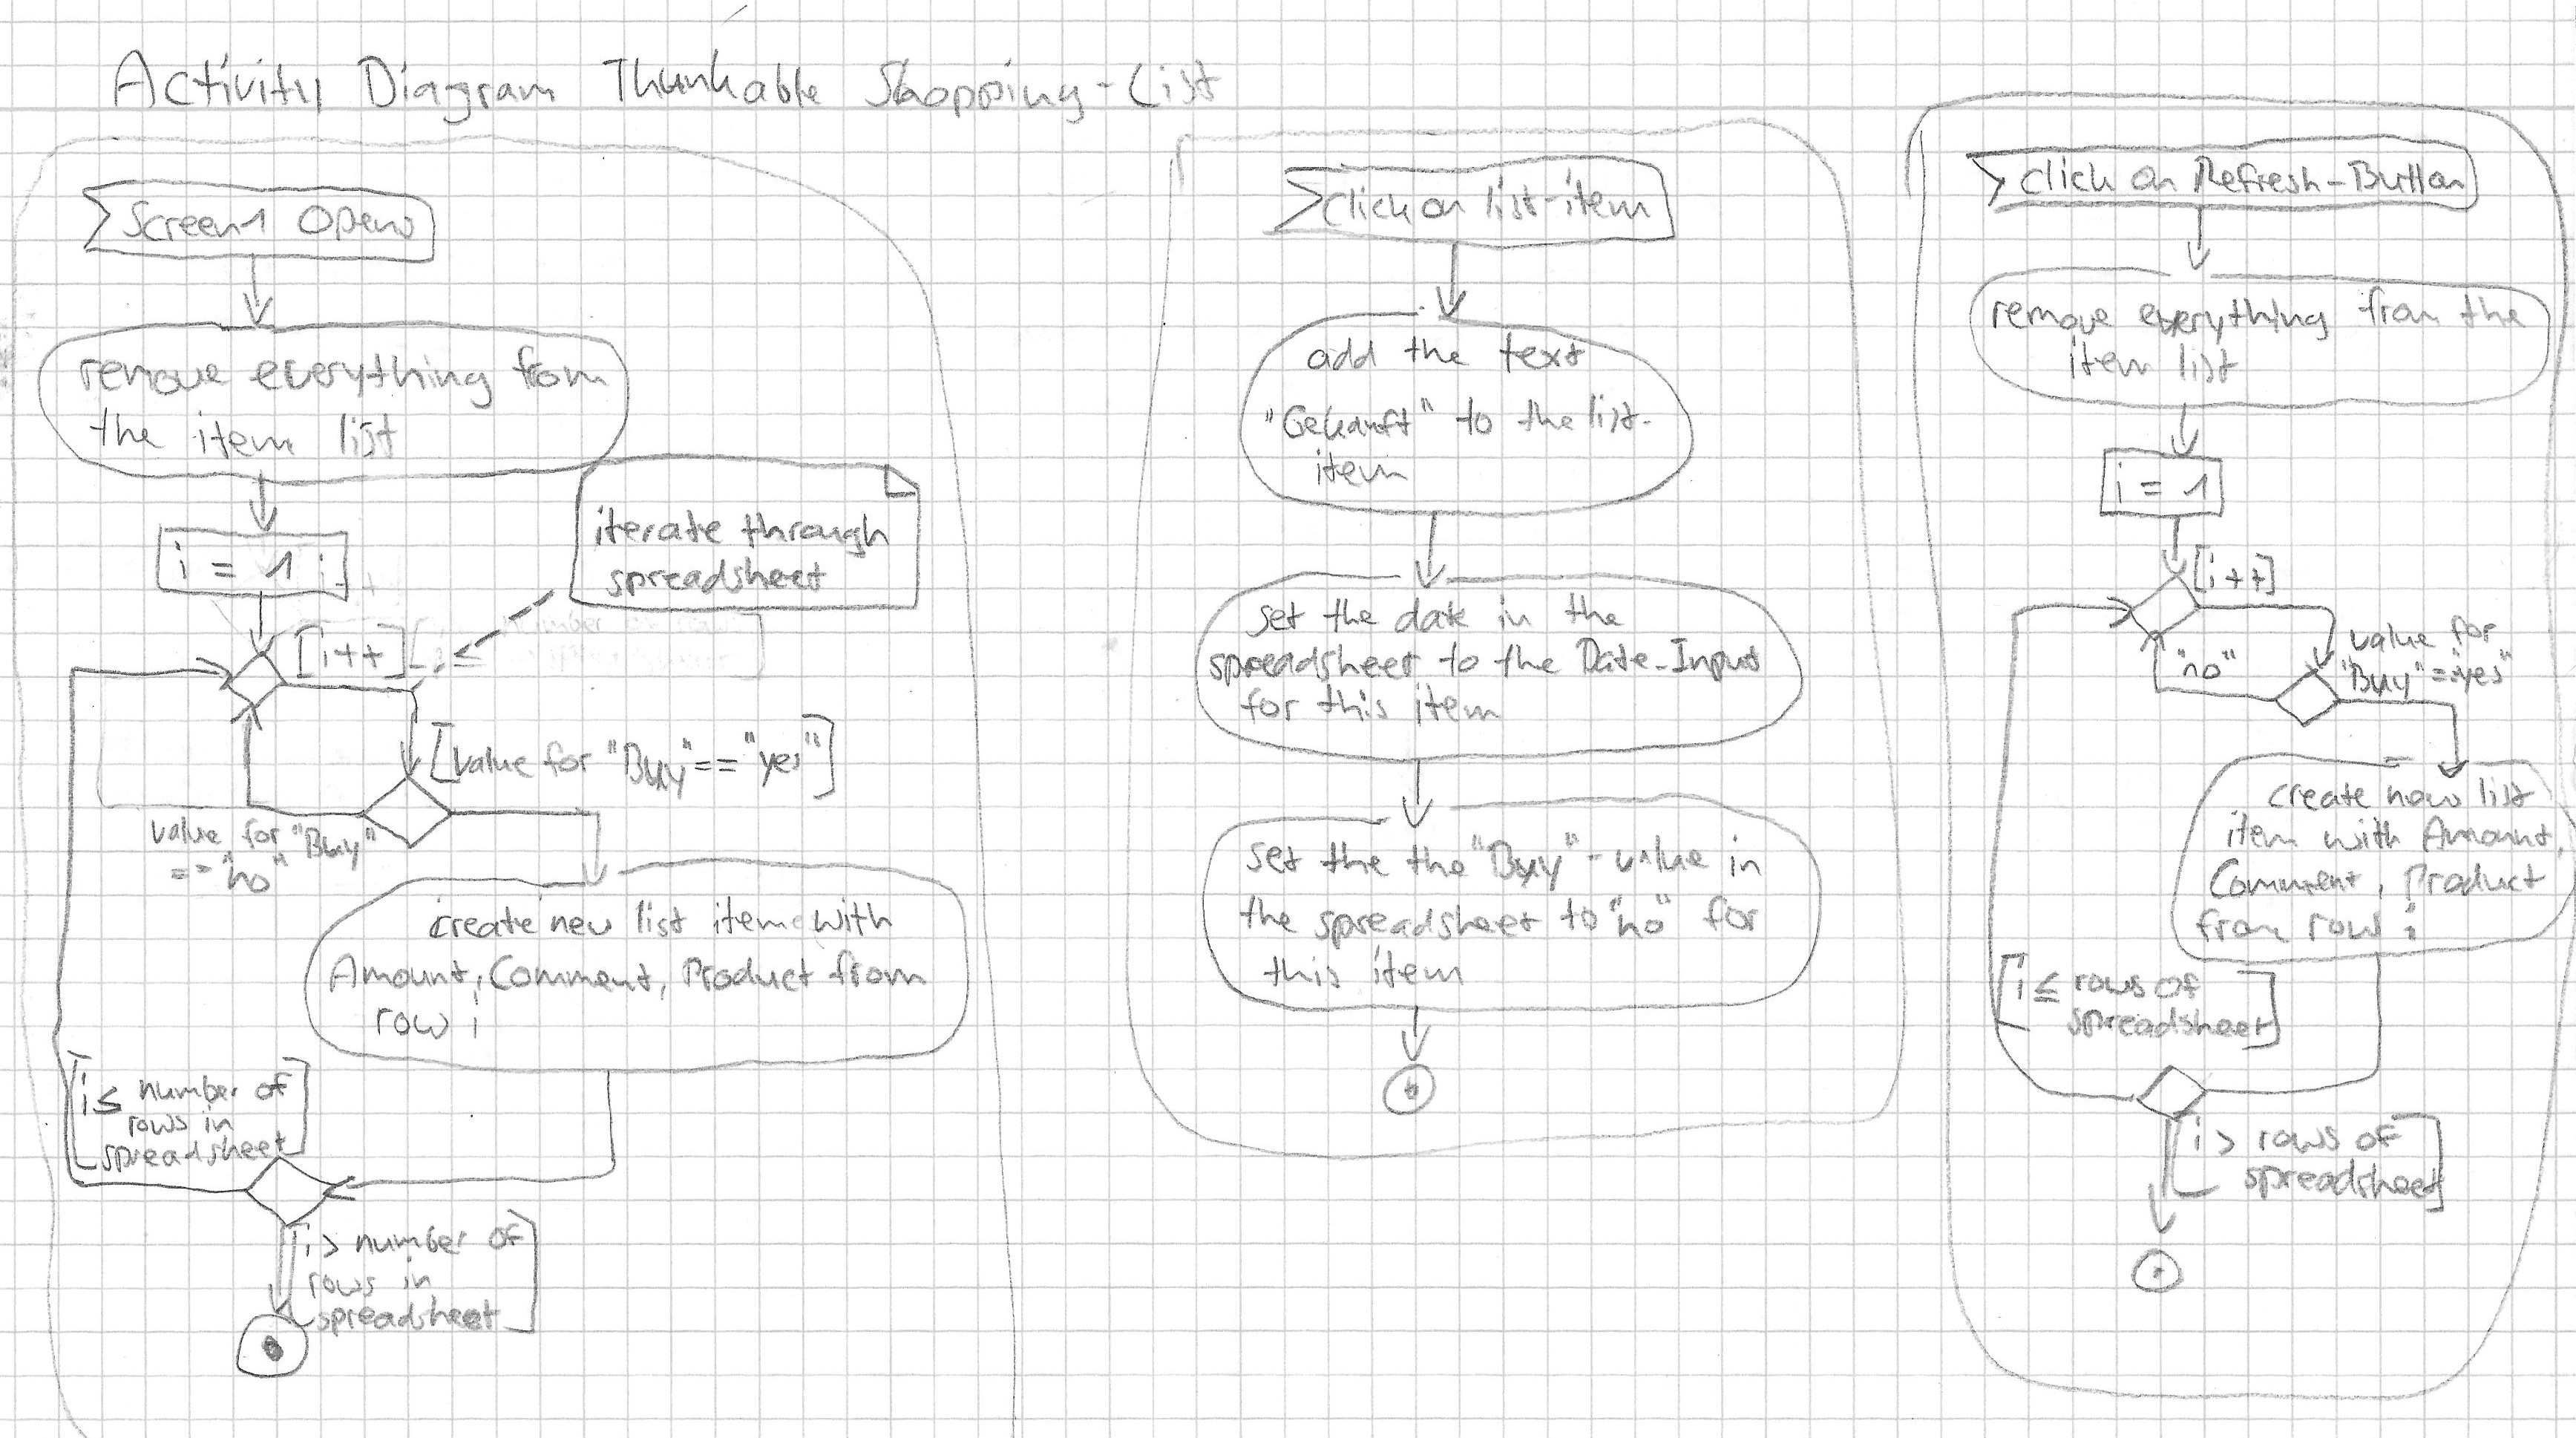 Activity Diagram Thunkable Shopping-List
Screen1 Opens
remove everything from
the item list
i = 1
iterate through
spreadsheet
[i++]
[value for "Buy" == "yes"]
value for "Buy"
== "no"
create new list item with
Amount, Comment, Product from
row i
[i ≤ number of
rows in
spreadsheet]
[i > number of
rows in
spreadsheet]
click on list-item
add the text
"Gekauft" to the list-
item
set the date in the
spreadsheet to the Date-Input
for this item
set the the "Buy"-value in
the spreadsheet to "no" for
this item
click on Refresh-Button
remove everything from the
item list
i = 1
[i++]
value for
"Buy"=="yes"
"no"
create new list
item with Amount,
Comment, Product
from row i
[i ≤ rows of
spreadsheet]
[i > rows of
spreadsheet]